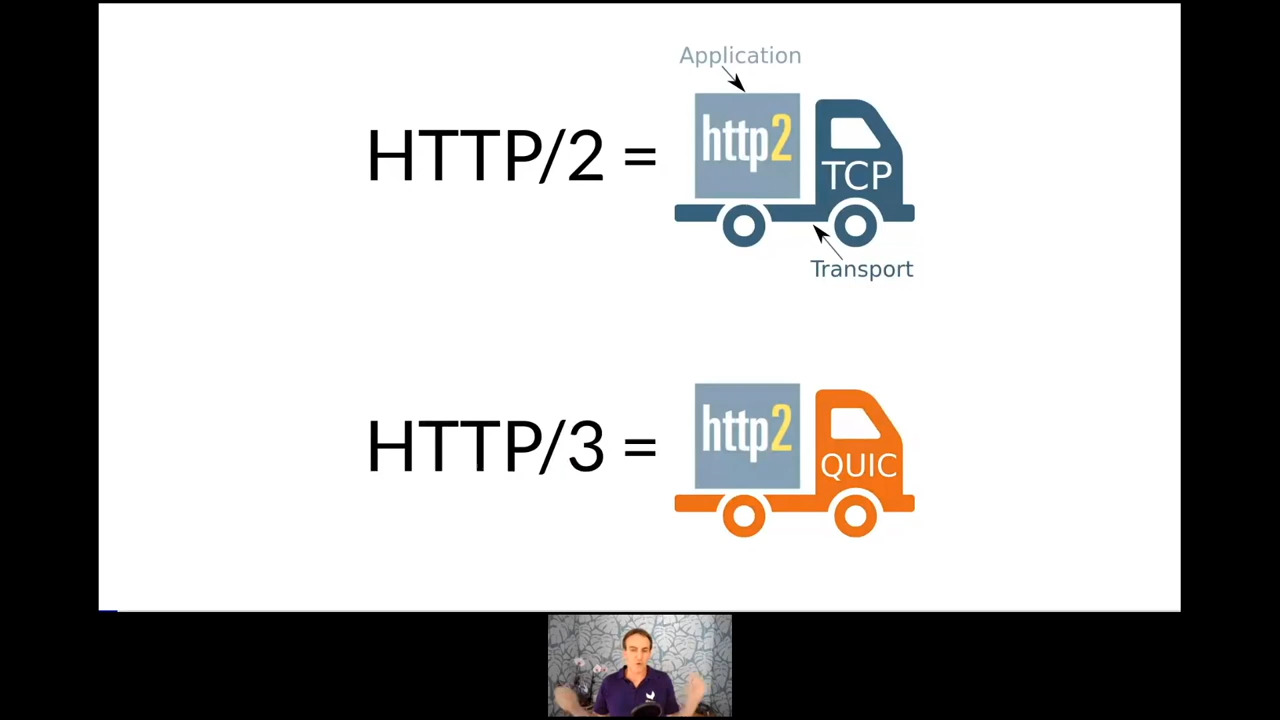 Application
HTTP/2 =
http2
TCP
Transport
HTTP/3 =
http2
QUIC